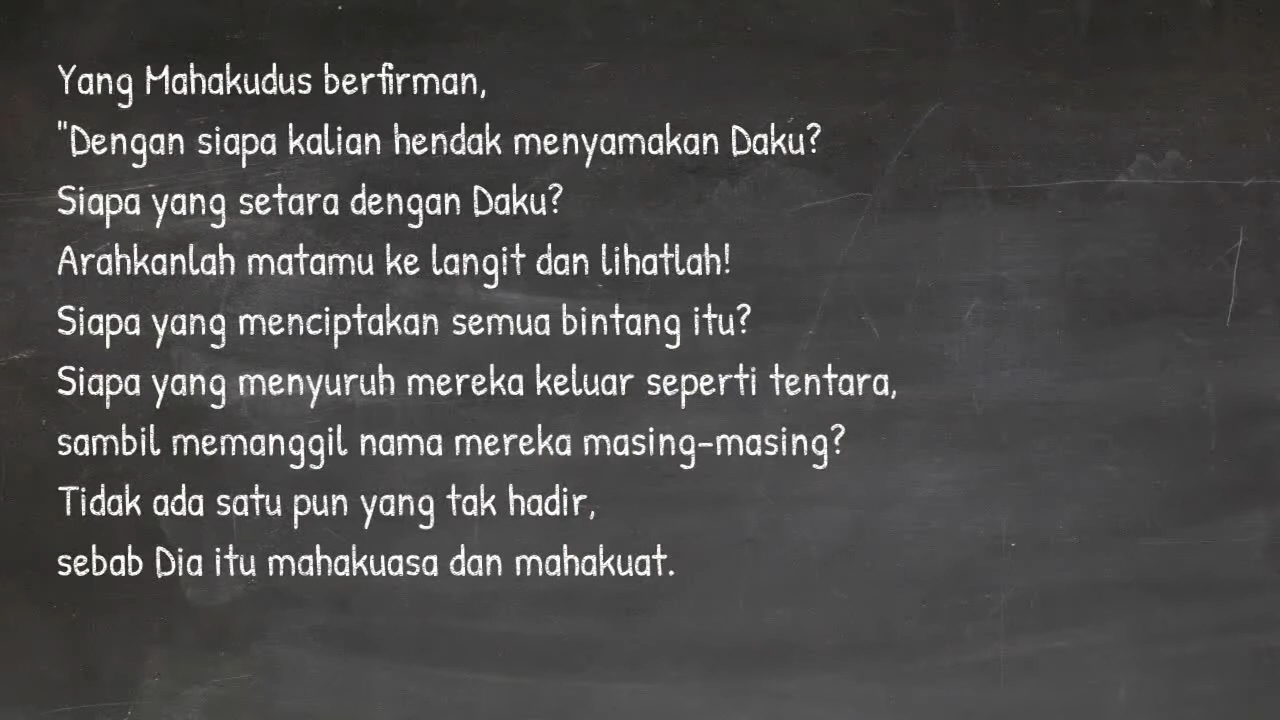 Yang Mahakudus berfirman,
"Dengan siapa kalian hendak menyamakan Daku?
Siapa yang setara dengan Daku?
Arahkanlah matamu ke langit dan lihatlah!
Siapa yang menciptakan semua bintang itu?
Siapa yang menyuruh mereka keluar seperti tentara,
sambil memanggil nama mereka masing-masing?
Tidak ada satu pun yang tak hadir,
sebab Dia itu mahakuasa dan mahakuat.